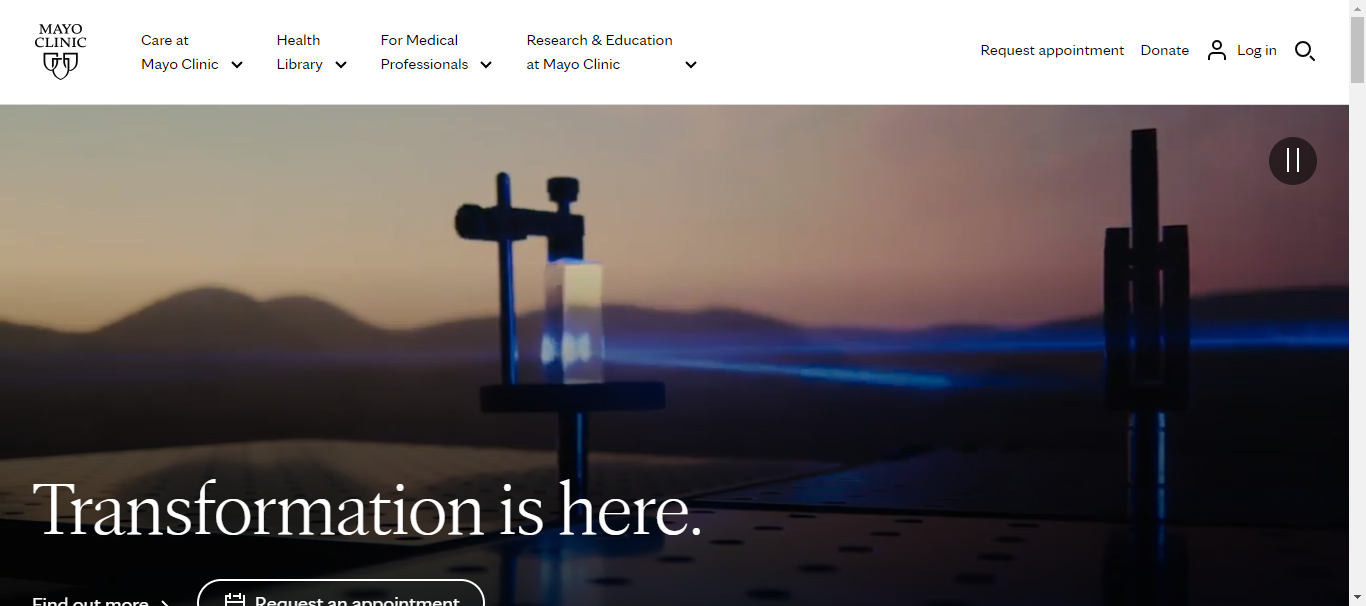 MAYO
CLINIC
Care at
Mayo Clinic
Health
Library
For Medical
Professionals
Research & Education
at Mayo Clinic
Request appointment
Donate
Log in
Transformation is here.
Find out more
Request an appointment